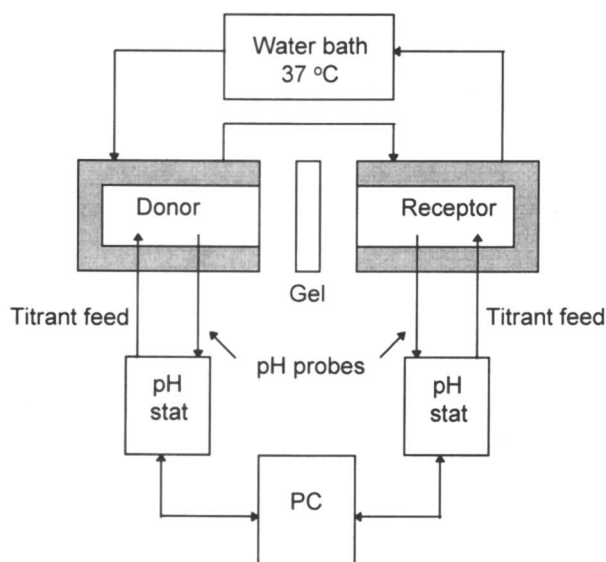 Water bath
37 °C
Donor
Receptor
Gel
Titrant feed
Titrant feed
pH probes
pH
stat
pH
stat
PC